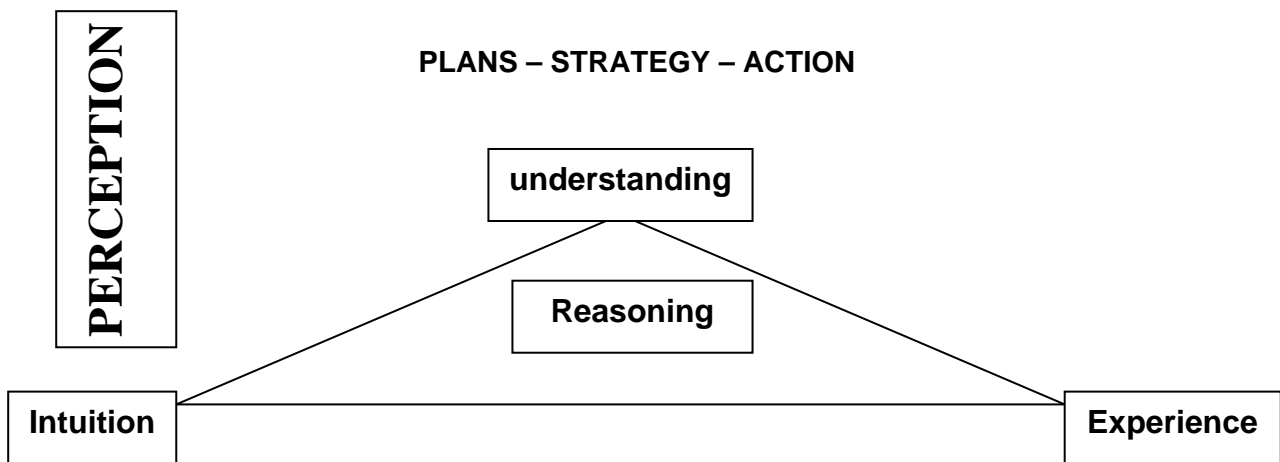 PERCEPTION
PLANS – STRATEGY – ACTION
understanding
Reasoning
Intuition
Experience